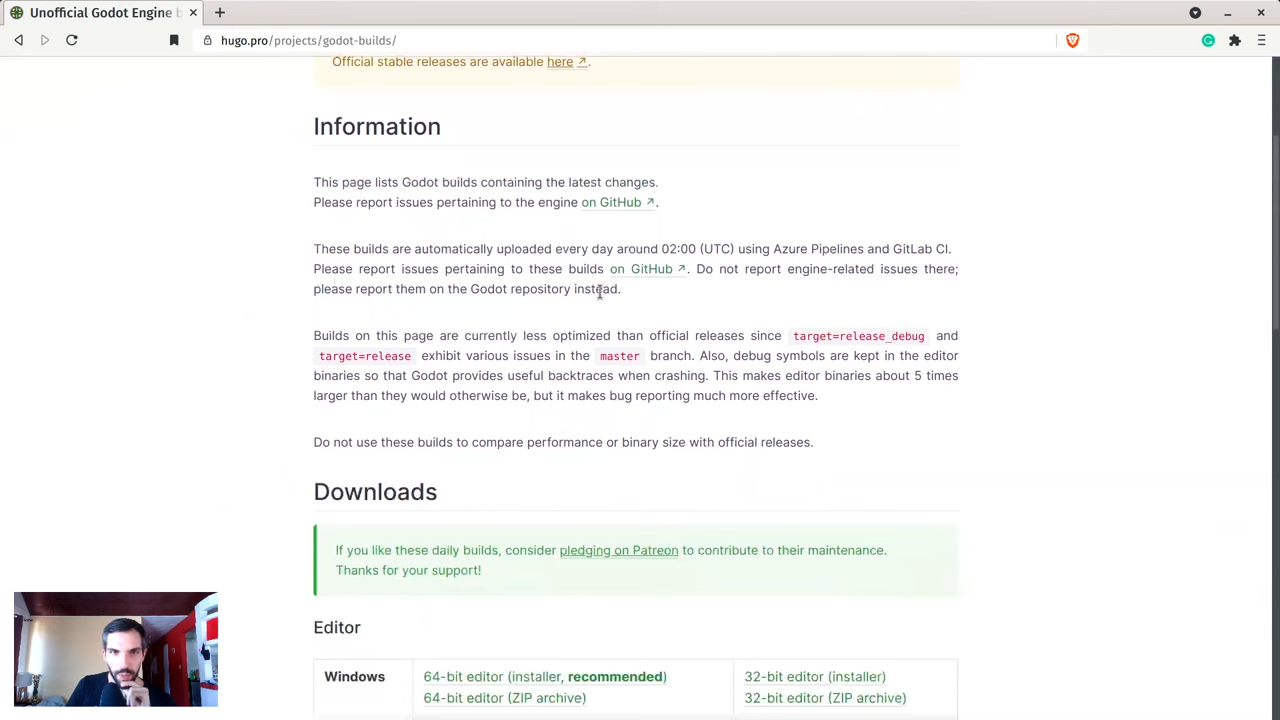 Unofficial Godot Engine b
hugo.pro/projects/godot-builds/
Official stable releases are available here ↗.
Information
This page lists Godot builds containing the latest changes.
Please report issues pertaining to the engine on GitHub ↗.
These builds are automatically uploaded every day around 02:00 (UTC) using Azure Pipelines and GitLab CI.
Please report issues pertaining to these builds on GitHub ↗. Do not report engine-related issues there;
please report them on the Godot repository instead.
Builds on this page are currently less optimized than official releases since target=release_debug and
target=release exhibit various issues in the master branch. Also, debug symbols are kept in the editor
binaries so that Godot provides useful backtraces when crashing. This makes editor binaries about 5 times
larger than they would otherwise be, but it makes bug reporting much more effective.
Do not use these builds to compare performance or binary size with official releases.
Downloads
If you like these daily builds, consider pledging on Patreon to contribute to their maintenance.
Thanks for your support!
Editor
Windows 64-bit editor (installer, recommended) 32-bit editor (installer)
64-bit editor (ZIP archive) 32-bit editor (ZIP archive)